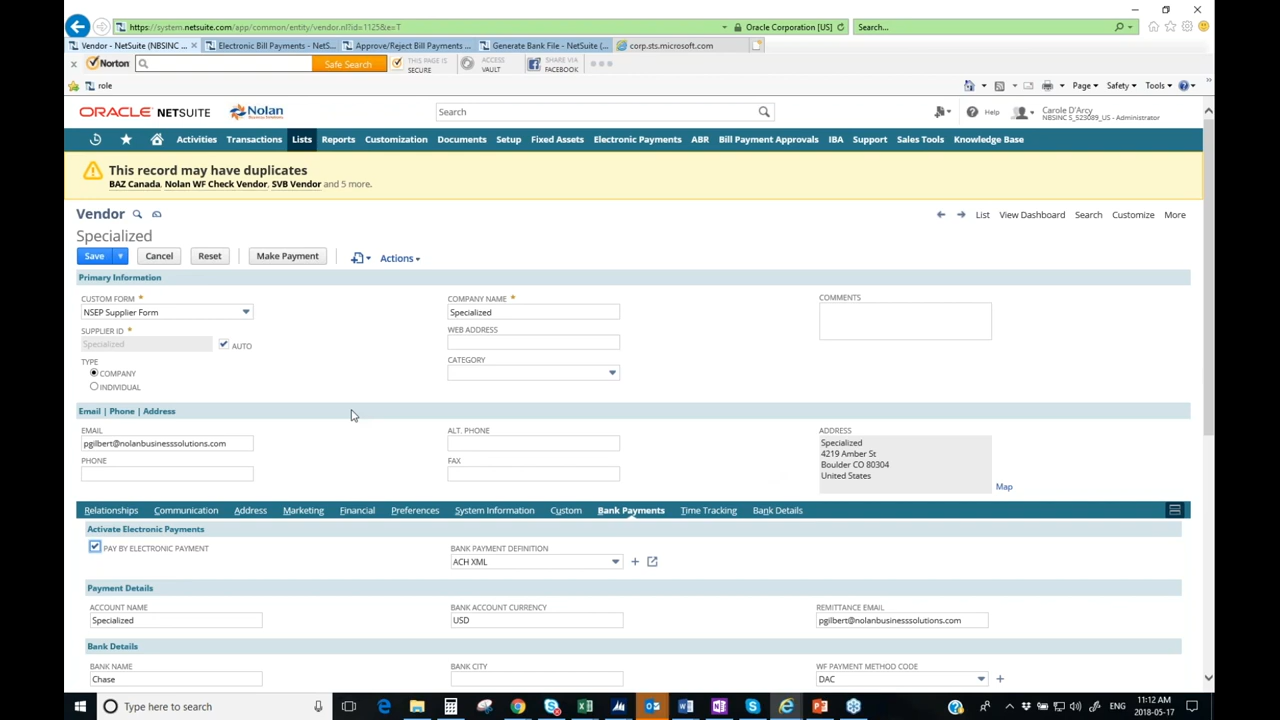 https://system.netsuite.com/app/common/entity/vendor.nl?id=1125&e=T
Oracle Corporation [US]
Search...
Vendor - NetSuite (NBSINC ...
Electronic Bill Payments - NetS...
Approve/Reject Bill Payments ...
Generate Bank File - NetSuite (...
corp.sts.microsoft.com
Norton
Safe Search
THIS PAGE IS SECURE
ACCESS VAULT
SHARE VIA FACEBOOK
role
Page
Safety
Tools
ORACLE NETSUITE
Nolan
Search
Help
Carole D'Arcy
NBSINC S_523089_US - Administrator
Activities
Transactions
Lists
Reports
Customization
Documents
Setup
Fixed Assets
Electronic Payments
ABR
Bill Payment Approvals
IBA
Support
Sales Tools
Knowledge Base
This record may have duplicates
BAZ Canada, Nolan WF Check Vendor, SVB Vendor and 5 more.
Vendor
List
View Dashboard
Search
Customize
More
Specialized
Save
Cancel
Reset
Make Payment
Actions
Primary Information
CUSTOM FORM *
NSEP Supplier Form
SUPPLIER ID *
Specialized
AUTO
TYPE
COMPANY
INDIVIDUAL
COMPANY NAME *
Specialized
WEB ADDRESS
CATEGORY
COMMENTS
Email | Phone | Address
EMAIL
pgilbert@nolanbusinesssolutions.com
PHONE
ALT. PHONE
FAX
ADDRESS
Specialized
4219 Amber St
Boulder CO 80304
United States
Map
Relationships
Communication
Address
Marketing
Financial
Preferences
System Information
Custom
Bank Payments
Time Tracking
Bank Details
Activate Electronic Payments
PAY BY ELECTRONIC PAYMENT
BANK PAYMENT DEFINITION
ACH XML
Payment Details
ACCOUNT NAME
Specialized
BANK ACCOUNT CURRENCY
USD
REMITTANCE EMAIL
pgilbert@nolanbusinesssolutions.com
Bank Details
BANK NAME
Chase
BANK CITY
WF PAYMENT METHOD CODE
DAC
Type here to search
ENG
11:12 AM
2018-05-17